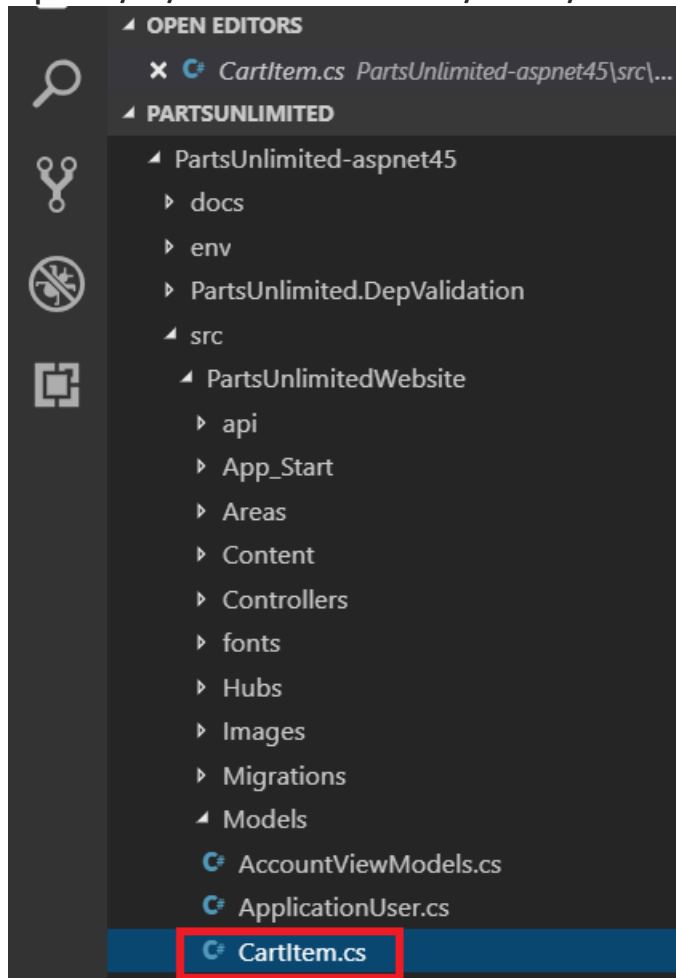 OPEN EDITORS
CartItem.cs PartsUnlimited-aspnet45\src\...
PARTSUNLIMITED
PartsUnlimited-aspnet45
docs
env
PartsUnlimited.DepValidation
src
PartsUnlimitedWebsite
api
App_Start
Areas
Content
Controllers
fonts
Hubs
Images
Migrations
Models
C# AccountViewModels.cs
C# ApplicationUser.cs
C# CartItem.cs